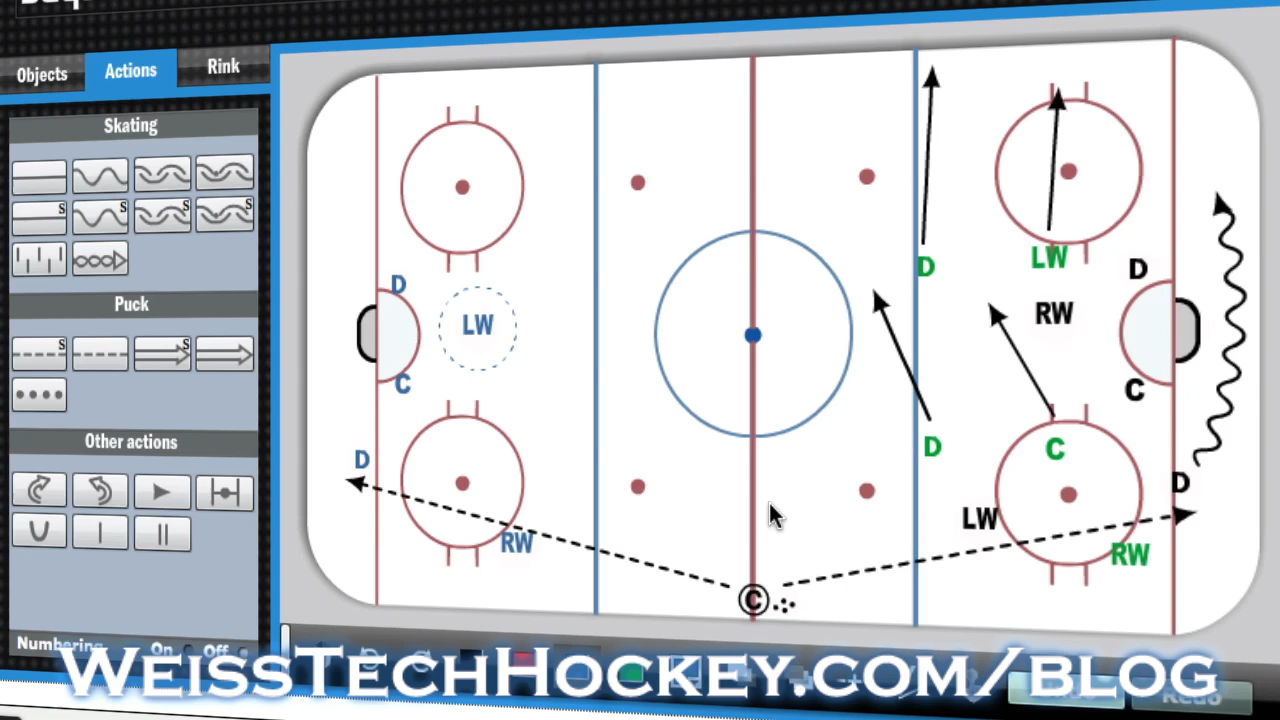 Objects
Actions
Rink
Skating
S
S
S
S
Puck
S
S
Other actions
Numbering
On
Off
D
LW
C
D
RW
D
LW
D
RW
D
C
C
D
LW
RW
C
WeissTechHockey.com/blog
Redo